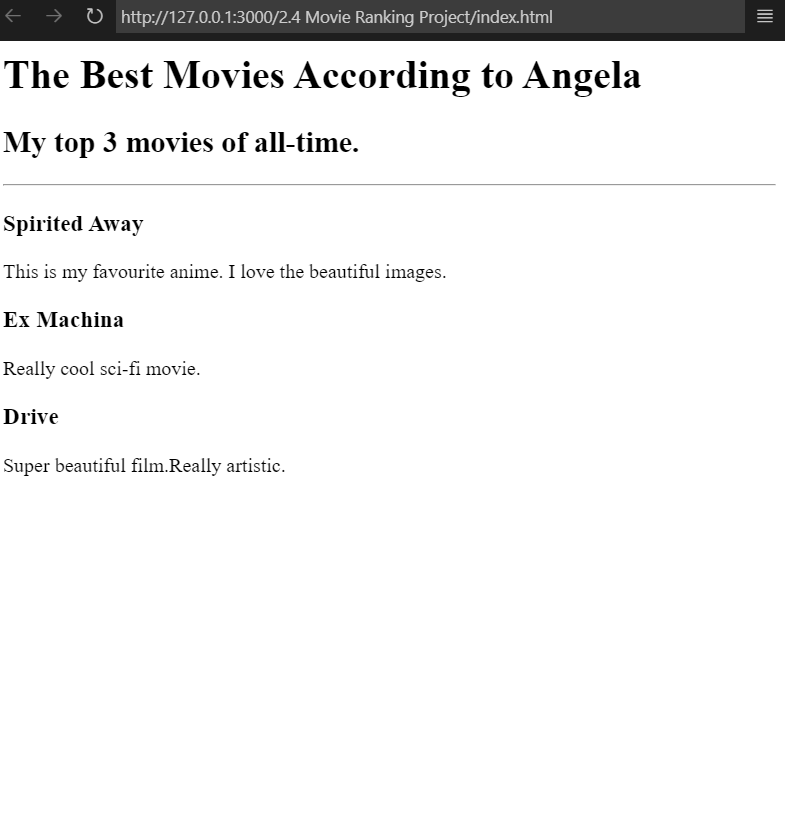 http://127.0.0.1:3000/2.4 Movie Ranking Project/index.html
The Best Movies According to Angela
My top 3 movies of all-time.
Spirited Away
This is my favourite anime. I love the beautiful images.
Ex Machina
Really cool sci-fi movie.
Drive
Super beautiful film.Really artistic.